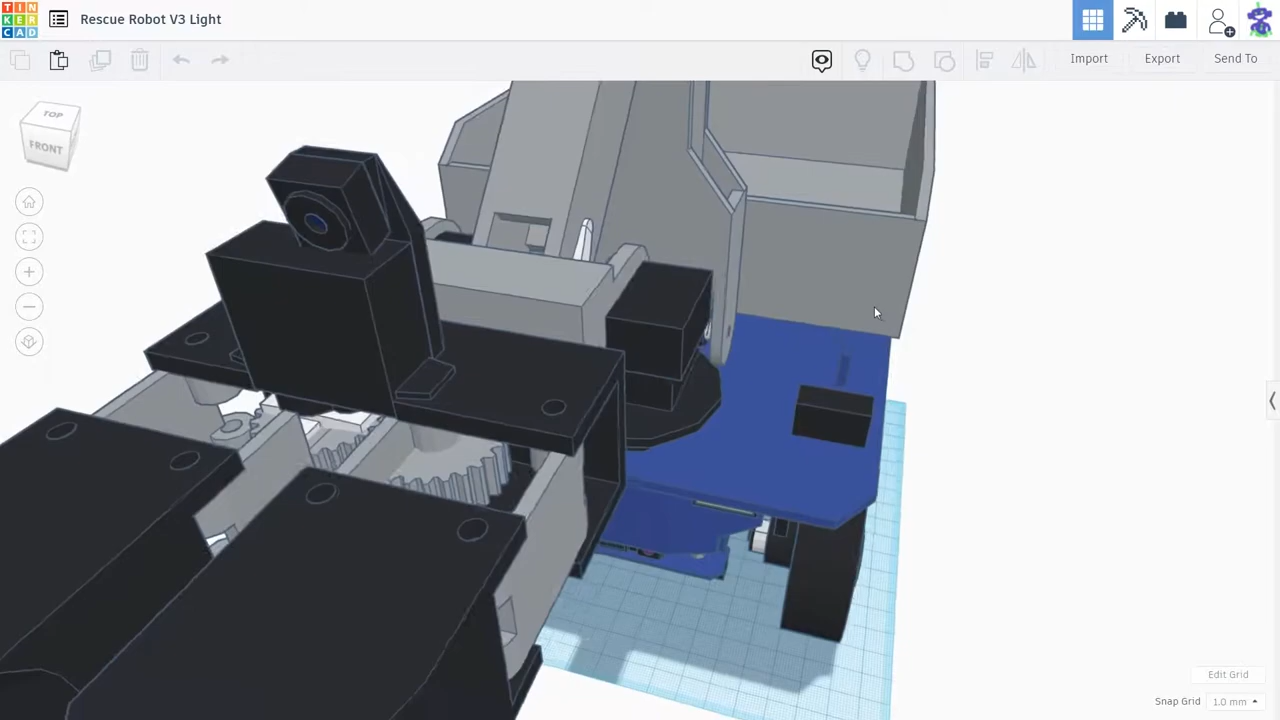 TIN
KER
CAD
Rescue Robot V3 Light
Import
Export
Send To
TOP
FRONT
Edit Grid
Snap Grid 1.0 mm